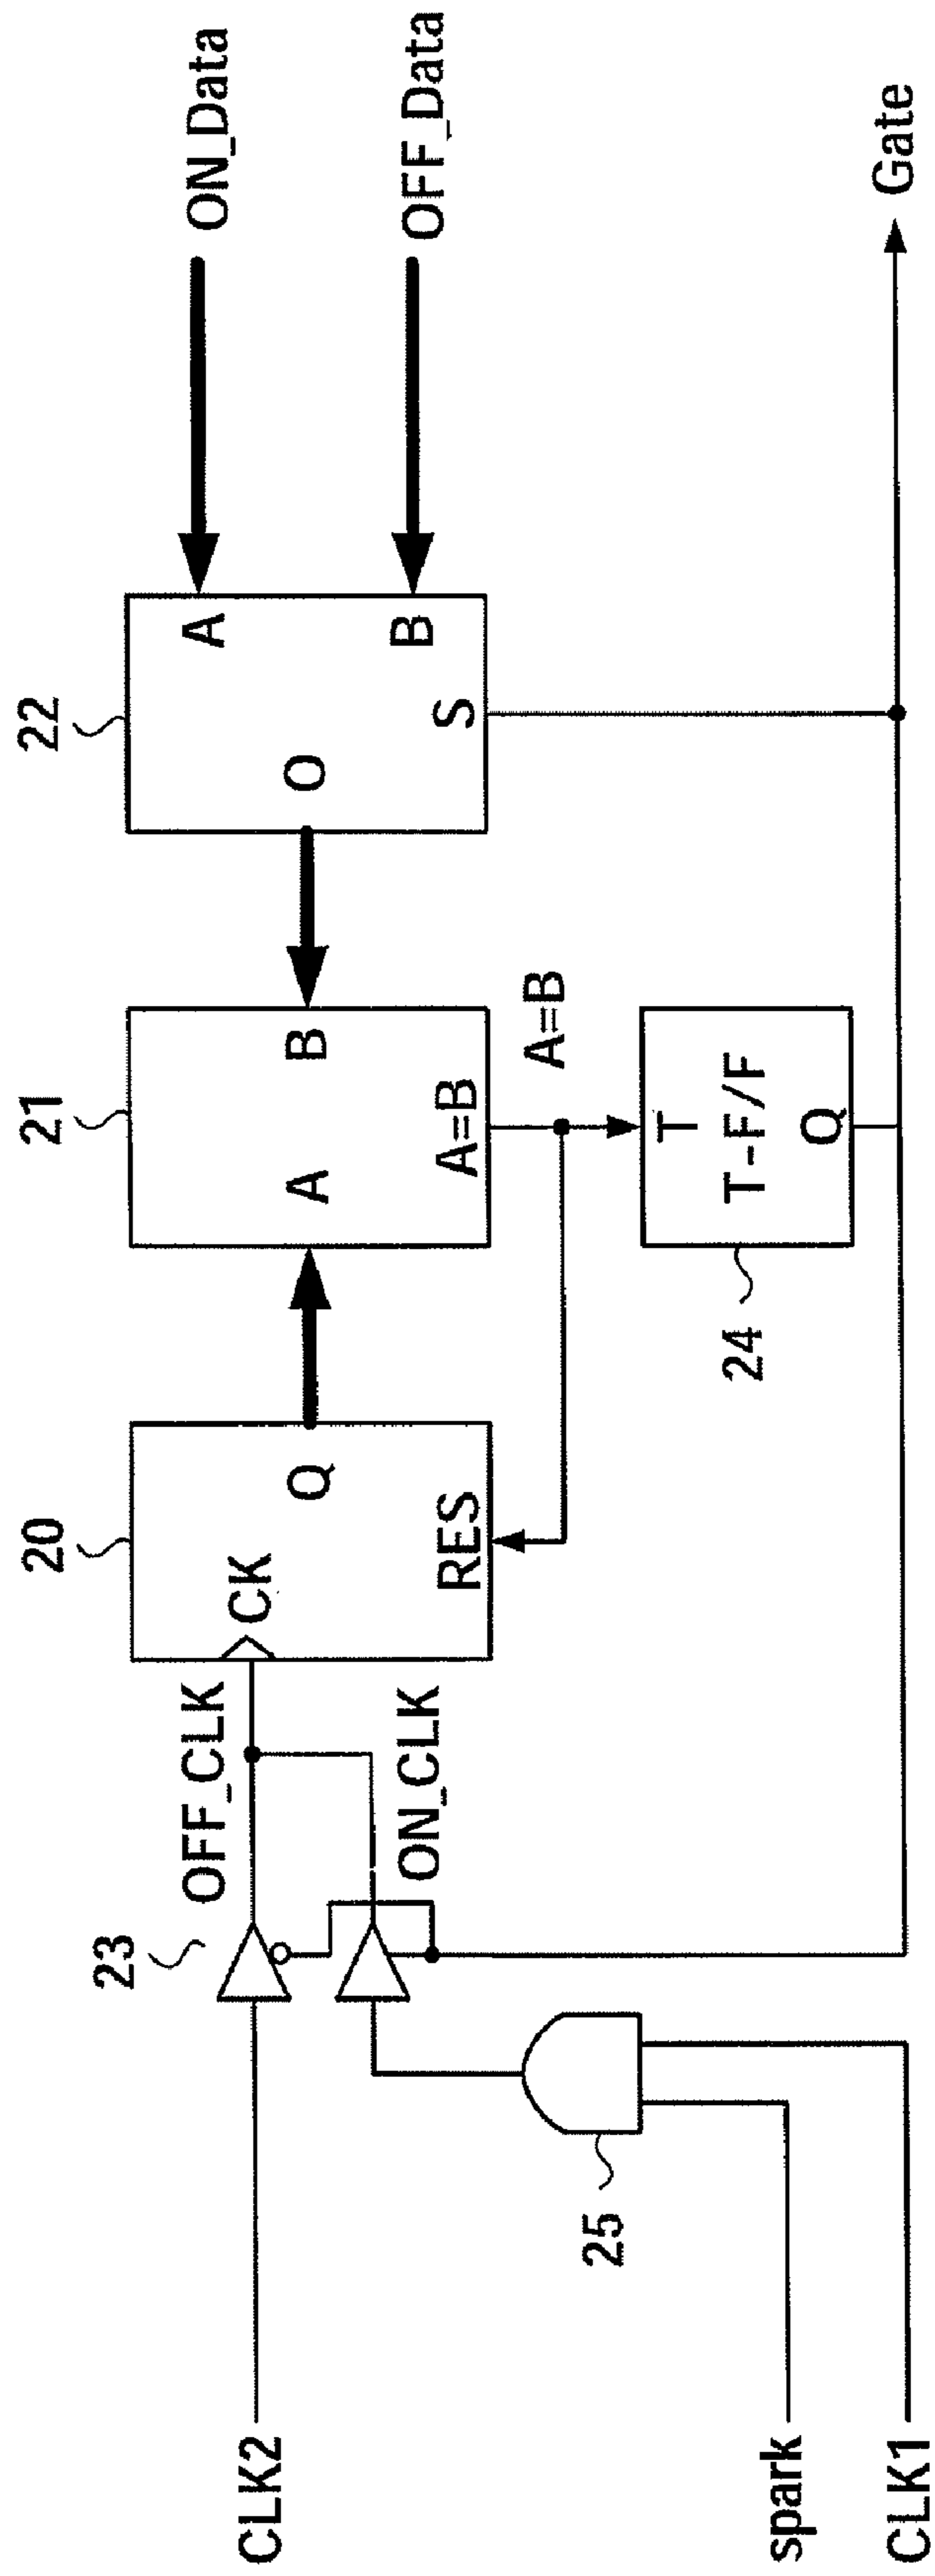 20
21
22
ON_Data
OFF_Data
CLK2
23
OFF_CLK
ON_CLK
CK
Q
RES
A
B
A=B
O
A
B
S
A=B
25
24
T
T-F/F
Q
spark
CLK1
Gate